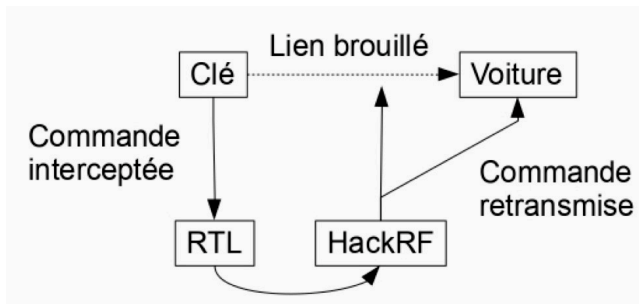 Lien brouillé
Clé
Voiture
Commande
interceptée
Commande
retransmise
RTL
HackRF